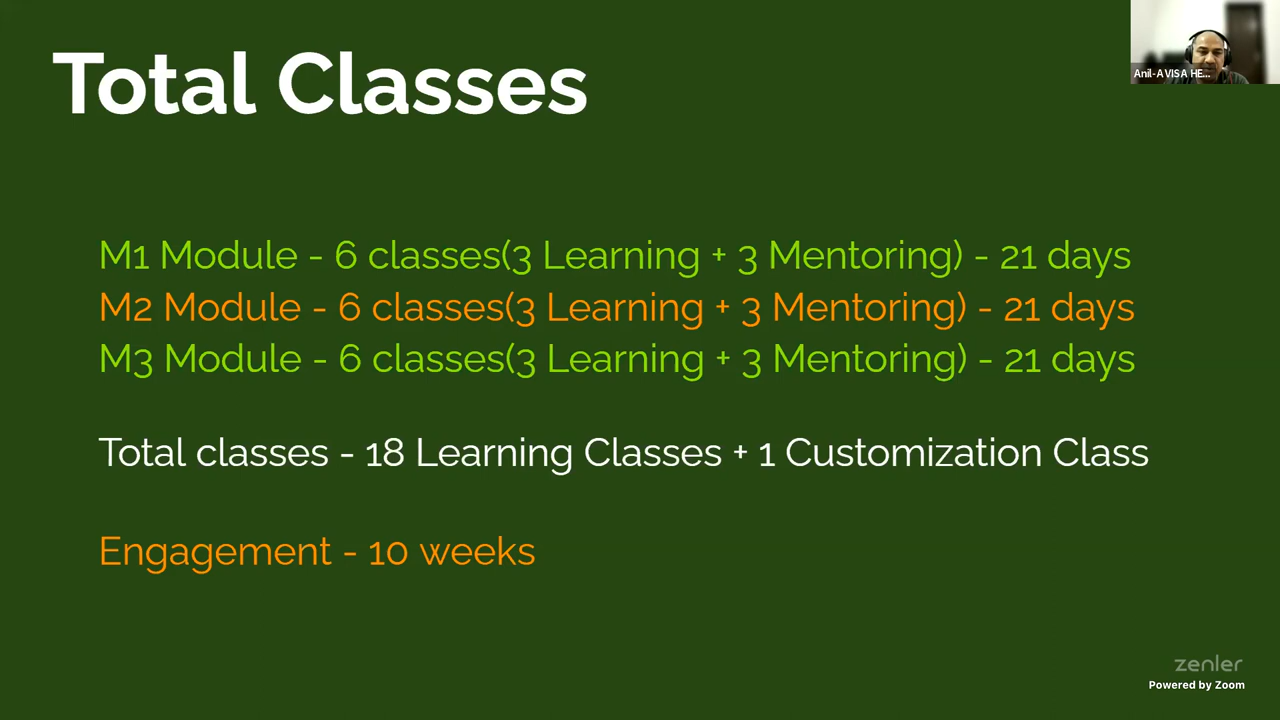 Total Classes
Anil-AVISA HE...
M1 Module - 6 classes(3 Learning + 3 Mentoring) - 21 days
M2 Module - 6 classes(3 Learning + 3 Mentoring) - 21 days
M3 Module - 6 classes(3 Learning + 3 Mentoring) - 21 days
Total classes - 18 Learning Classes + 1 Customization Class
Engagement - 10 weeks
zenler
Powered by Zoom